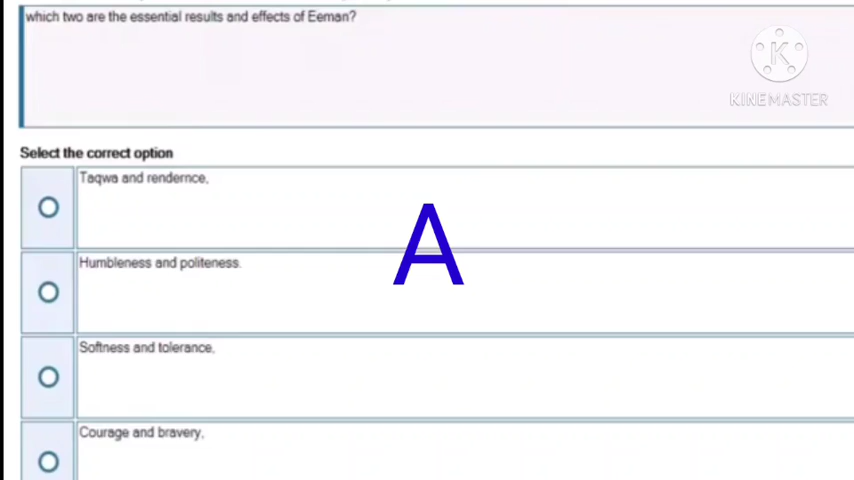 which two are the essential results and effects of Eeman?
K
KINEMASTER
Select the correct option
Taqwa and rendernce,
A
Humbleness and politeness.
Softness and tolerance,
Courage and bravery,